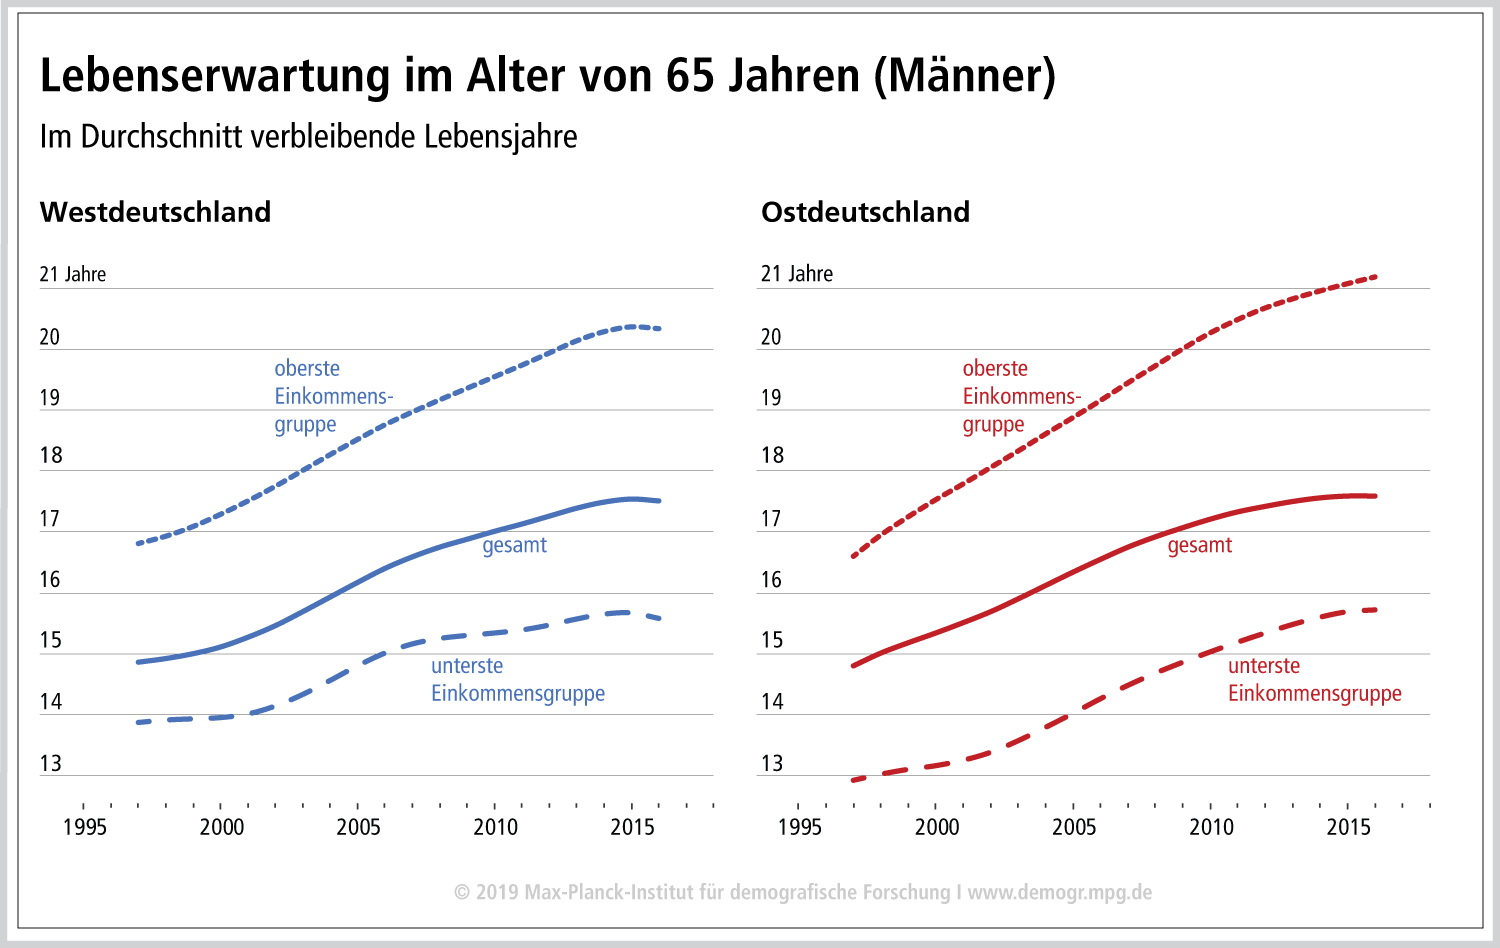 Lebenserwartung im Alter von 65 Jahren (Männer)
Im Durchschnitt verbleibende Lebensjahre
Westdeutschland
21 Jahre
20
19
18
17
16
15
14
13
oberste
Einkommens-
gruppe
gesamt
unterste
Einkommensgruppe
1995 2000 2005 2010 2015
Ostdeutschland
21 Jahre
20
19
18
17
16
15
14
13
oberste
Einkommens-
gruppe
gesamt
unterste
Einkommensgruppe
1995 2000 2005 2010 2015
© 2019 Max-Planck-Institut für demografische Forschung I www.demogr.mpg.de